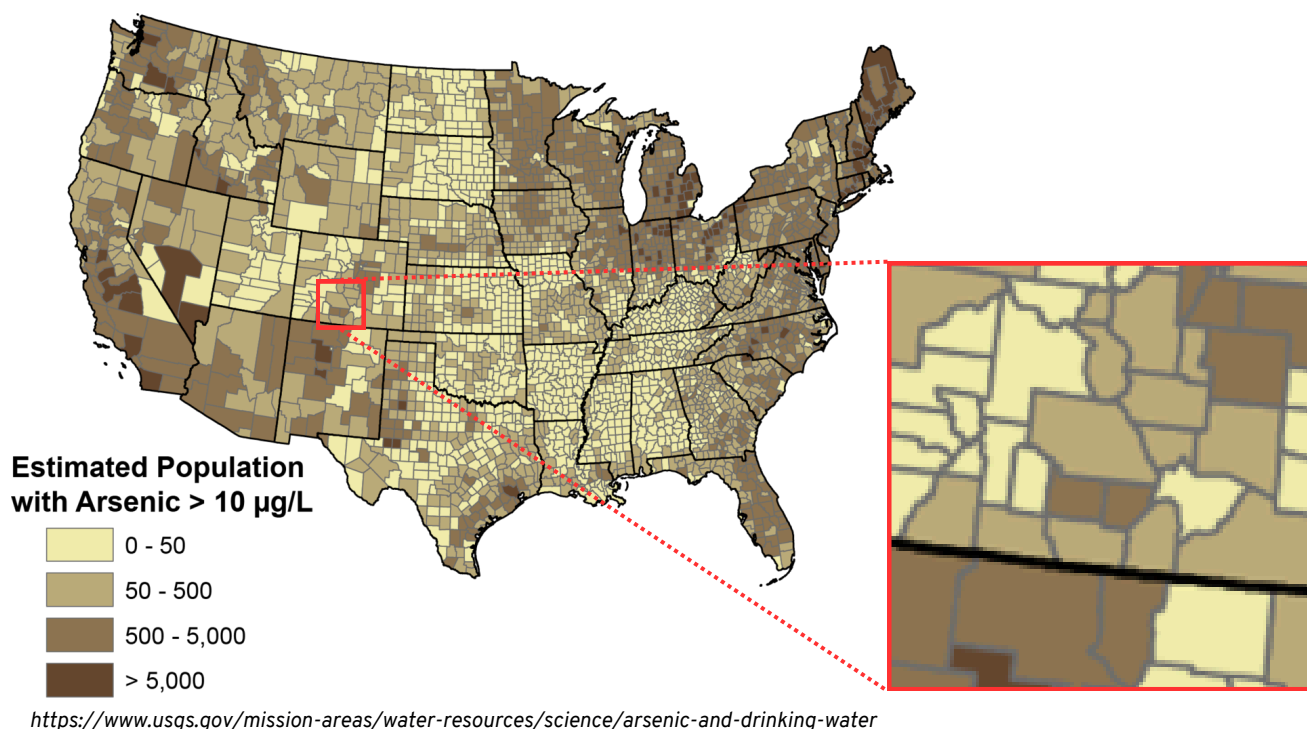 Estimated Population
with Arsenic > 10 µg/L
0 - 50
50 - 500
500 - 5,000
> 5,000
https://www.usgs.gov/mission-areas/water-resources/science/arsenic-and-drinking-water